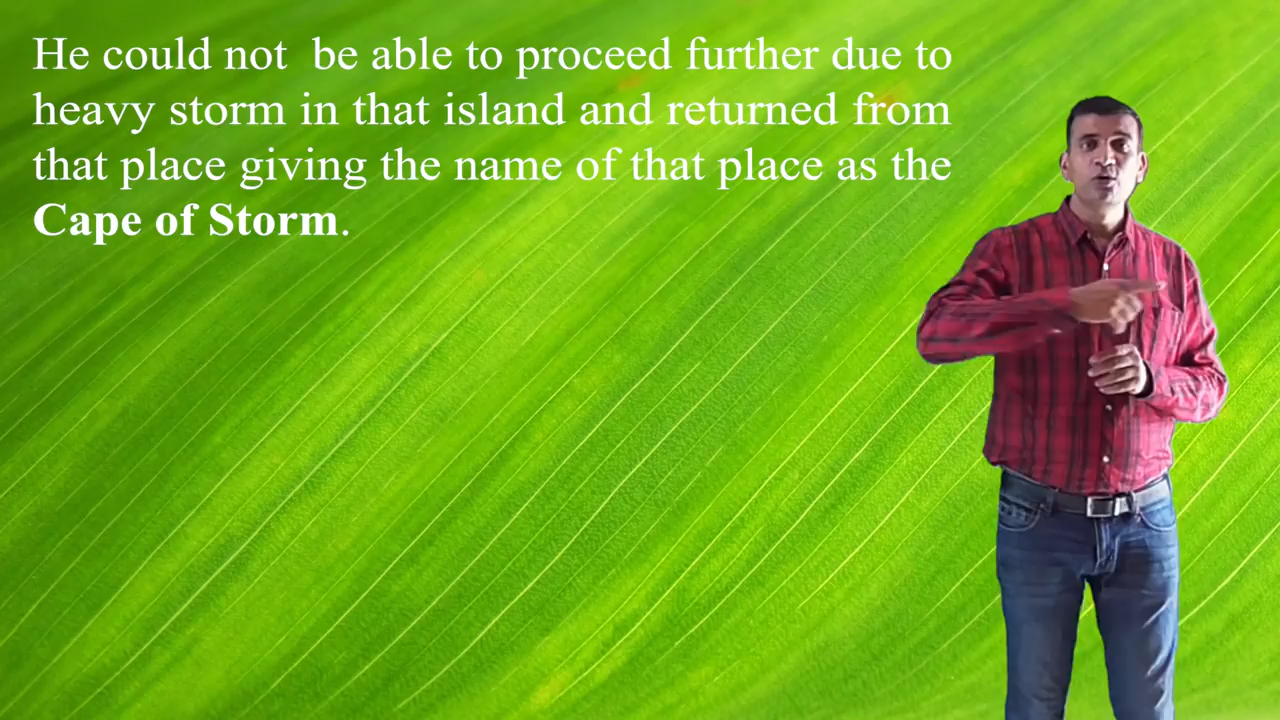 He could not  be able to proceed further due to
heavy storm in that island and returned from
that place giving the name of that place as the
Cape of Storm.